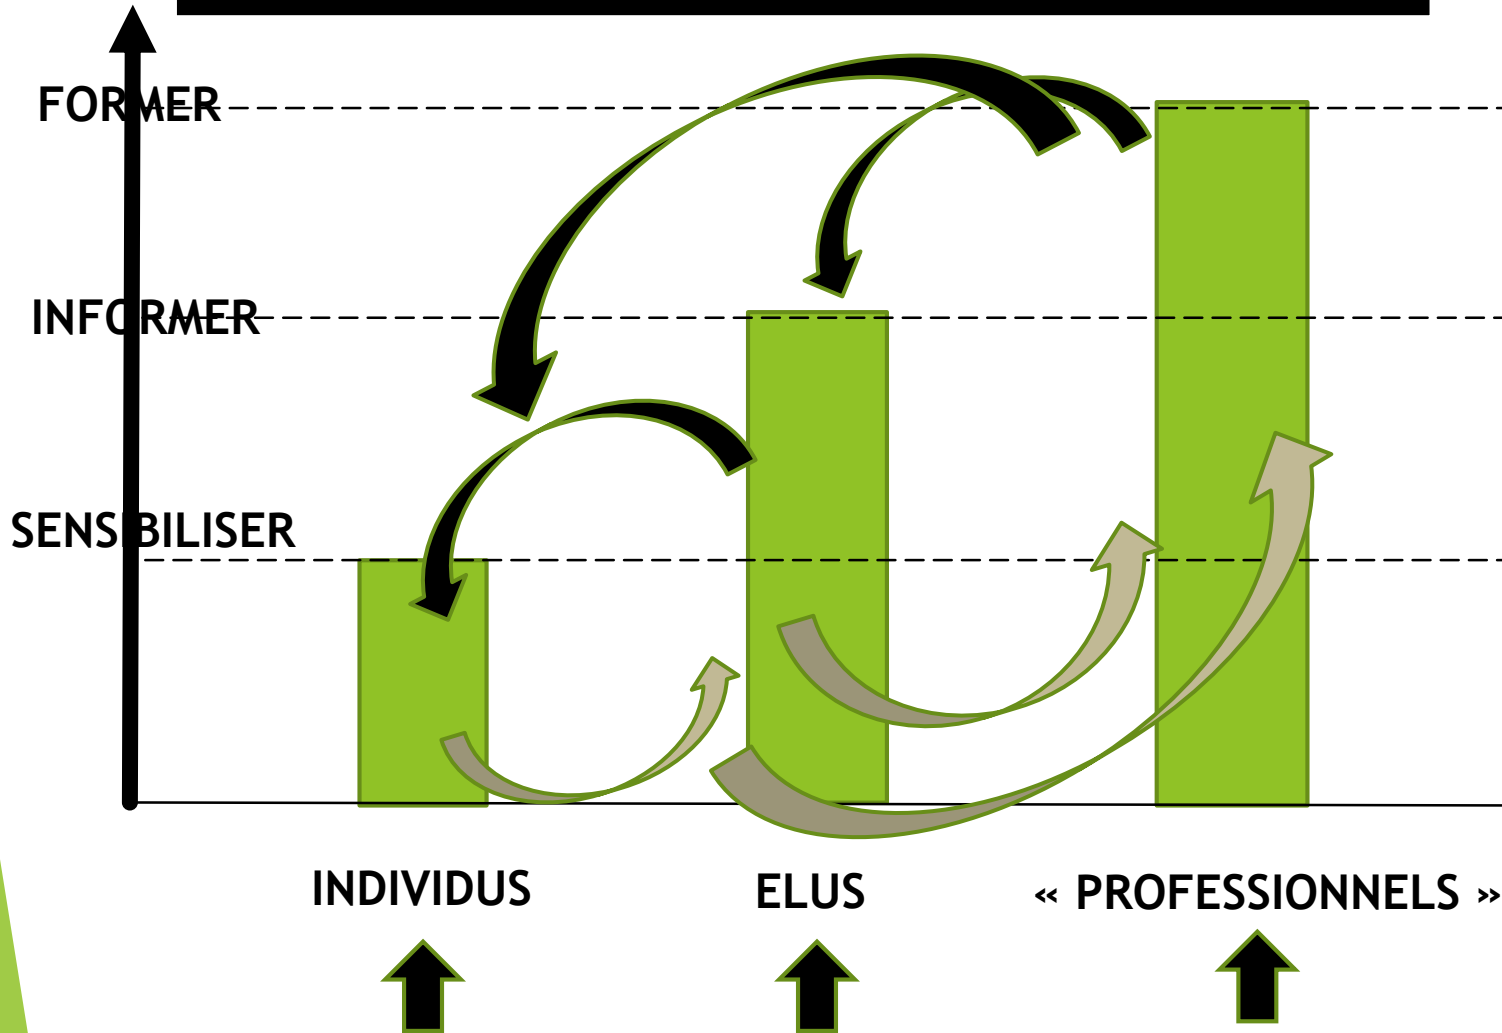 FORMER
INFORMER
SENSIBILISER
INDIVIDUS
ELUS
« PROFESSIONNELS »